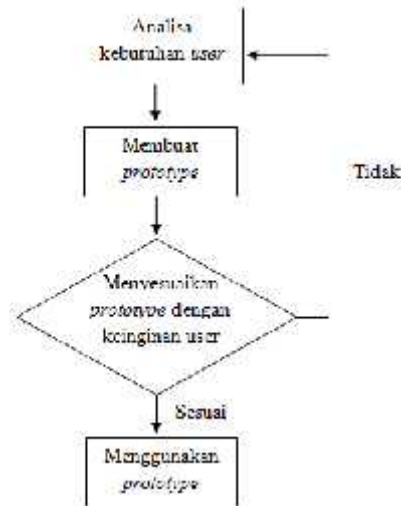 Analisa
kebutuhan user
Membuat
prototype
Tidak
Menyesuaikan
prototype dengan
keinginan user
Sesuai
Menggunakan
prototype